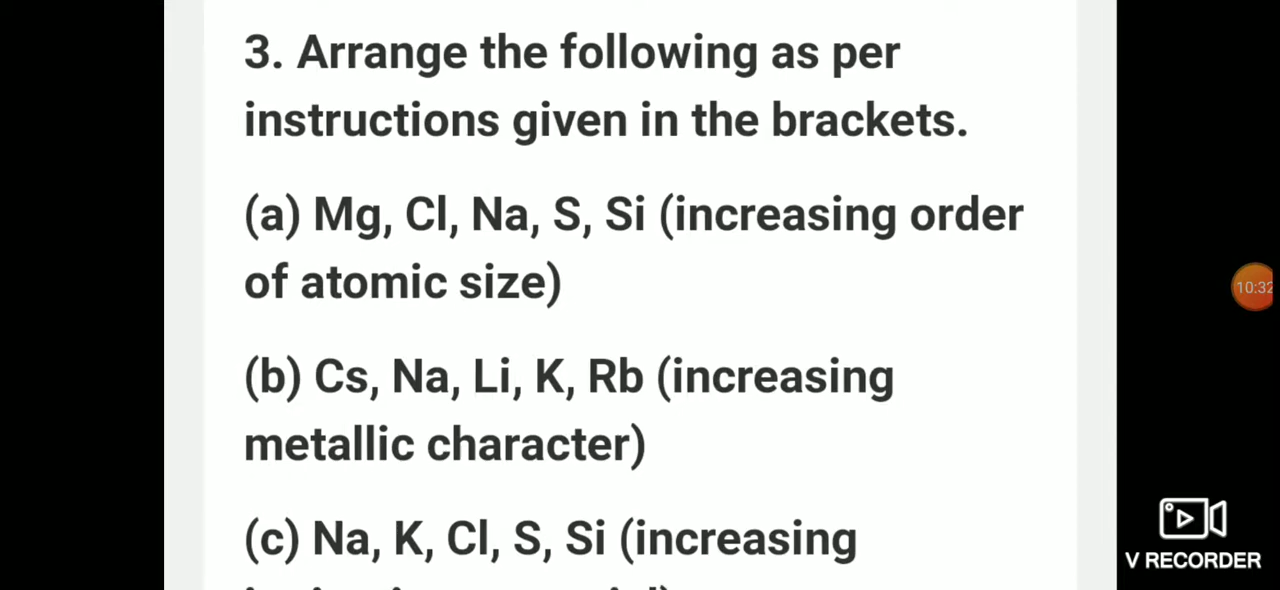 3. Arrange the following as per
instructions given in the brackets.
(a) Mg, Cl, Na, S, Si (increasing order
of atomic size)
(b) Cs, Na, Li, K, Rb (increasing
metallic character)
(c) Na, K, Cl, S, Si (increasing
10:32
V RECORDER